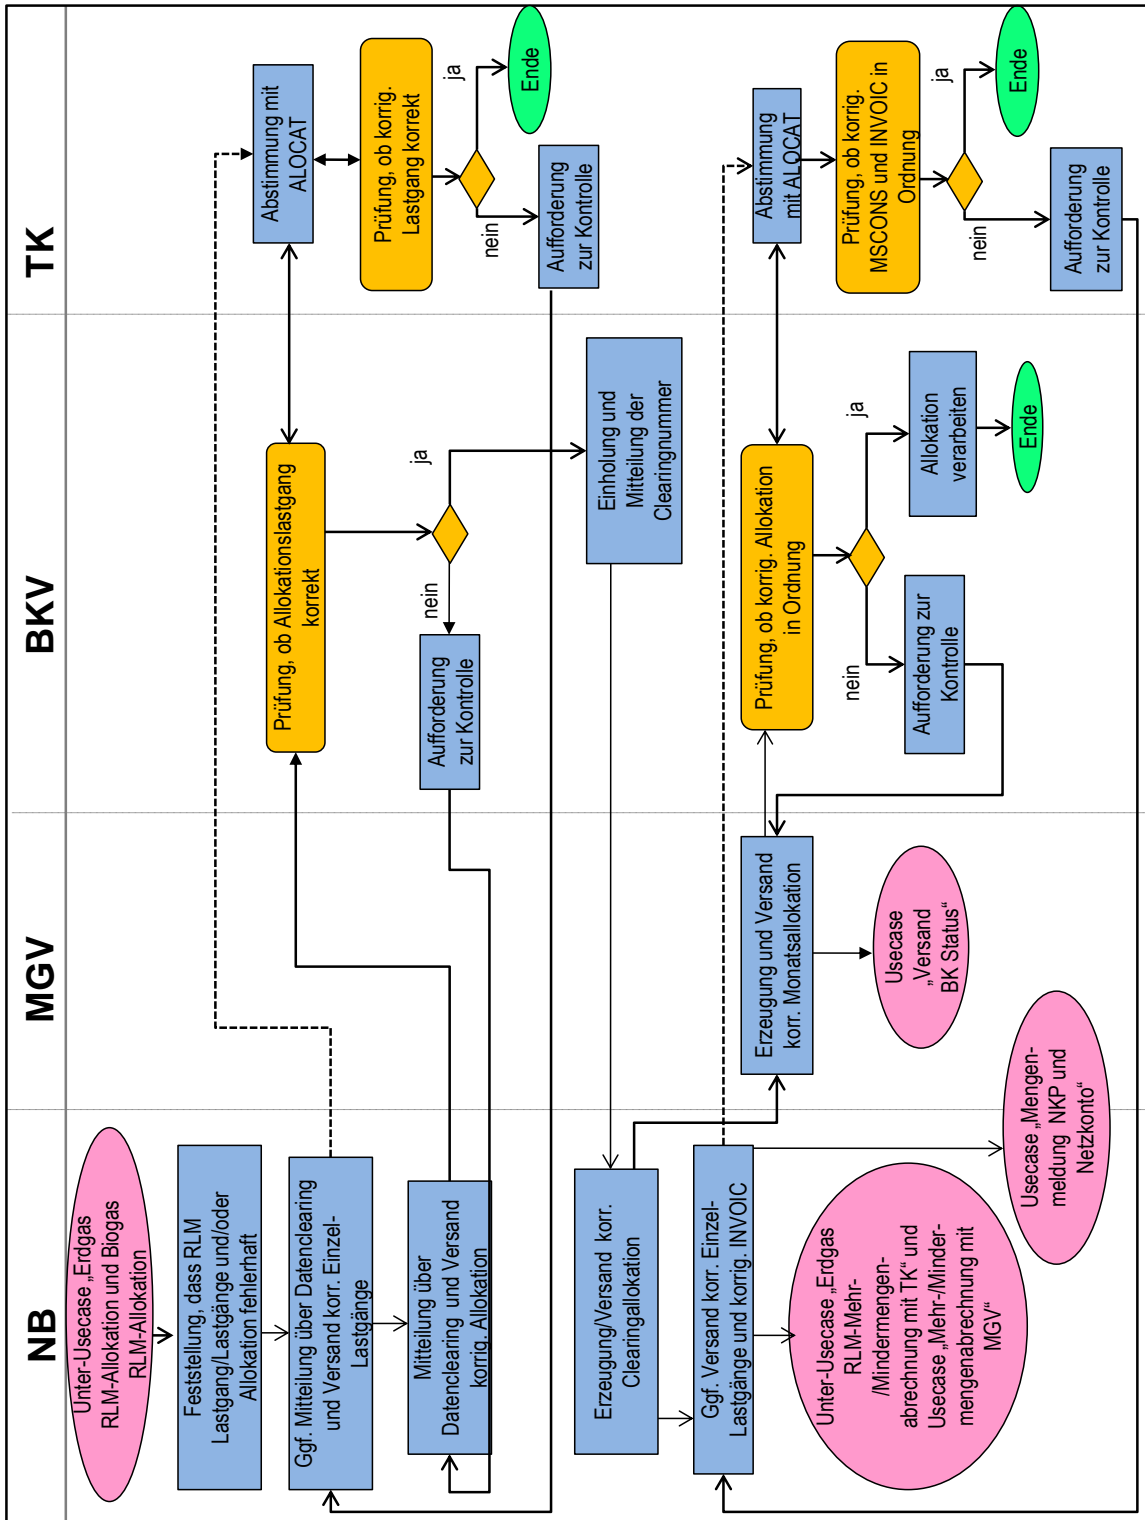 TK
Abstimmung mit
ALOCAT
Prüfung, ob korrig.
Lastgang korrekt
ja
nein
Ende
Aufforderung
zur Kontrolle
Abstimmung
mit ALOCAT
Prüfung, ob korrig.
MSCONS und INVOIC in
Ordnung
ja
nein
Ende
Aufforderung
zur Kontrolle
BKV
Prüfung, ob Allokationslastgang
korrekt
ja
nein
Aufforderung
zur Kontrolle
Einholung und
Mitteilung der
Clearingnummer
Prüfung, ob korrig. Allokation
in Ordnung
ja
nein
Allokation
verarbeiten
Aufforderung zur
Kontrolle
Ende
MGV
Erzeugung und Versand
korr. Monatsallokation
Usecase
„Versand
BK Status“
NB
Unter-Usecase „Erdgas
RLM-Allokation und Biogas
RLM-Allokation
Feststellung, dass RLM
Lastgang/Lastgänge und/oder
Allokation fehlerhaft
Ggf. Mitteilung über Datenclearing
und Versand korr. Einzel-
Lastgänge
Mitteilung über
Datenclearing und Versand
korrig. Allokation
Erzeugung/Versand korr.
Clearingallokation
Ggf. Versand korr. Einzel-
Lastgänge und korrig. INVOIC
Unter-Usecase „Erdgas
RLM-Mehr-
/Mindermengen-
abrechnung mit TK“ und
Usecase „Mehr-/Minder-
mengenabrechnung mit
MGV“
Usecase „Mengen-
meldung NKP und
Netzkonto“